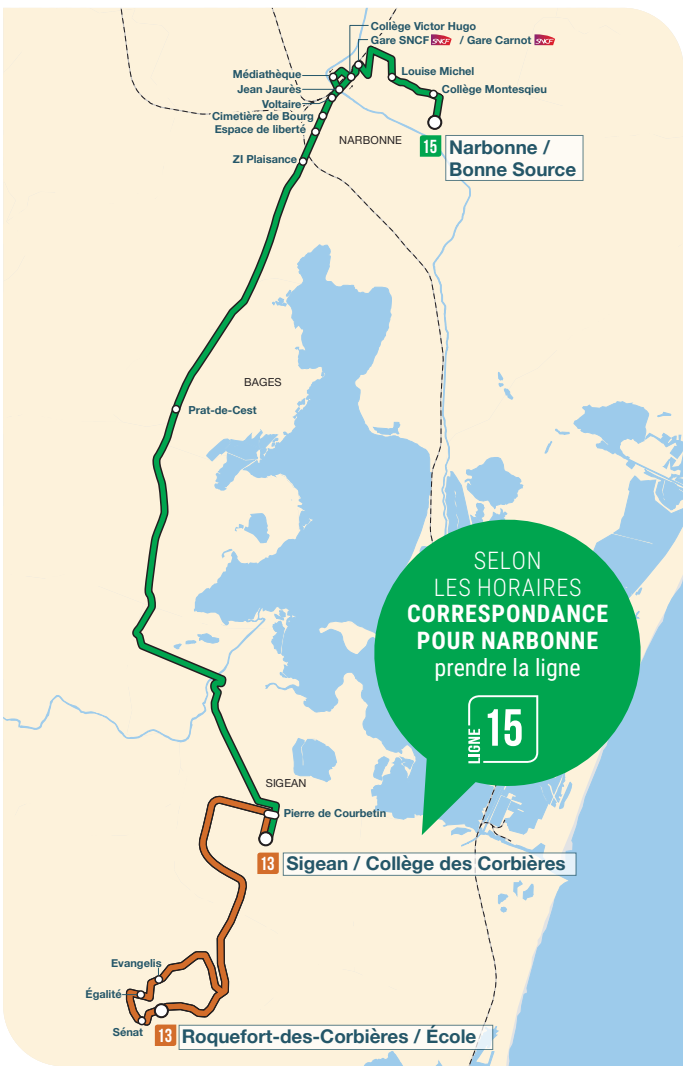 Collège Victor Hugo
Gare SNCF SNCF / Gare Carnot SNCF
Médiathèque
Louise Michel
Jean Jaurès
Collège Montesqieu
Voltaire
Cimetière de Bourg
Espace de liberté
NARBONNE
15 Narbonne /
Bonne Source
ZI Plaisance
BAGES
Prat-de-Cest
SELON
LES HORAIRES
CORRESPONDANCE
POUR NARBONNE
prendre la ligne
LIGNE 15
SIGEAN
Pierre de Courbetin
13 Sigean / Collège des Corbières
Evangelis
Égalité
Sénat
13 Roquefort-des-Corbières / École